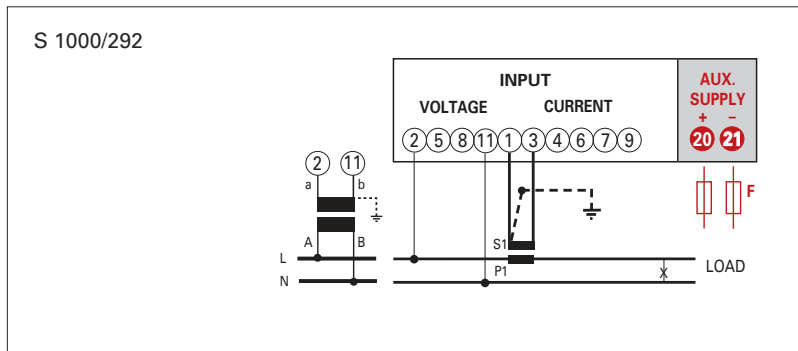 S 1000/292
INPUT
VOLTAGE CURRENT
2 5 8 11 1 3 4 6 7 9
AUX.
SUPPLY
+ –
20 21
F
2 11
a b
A B
L
N
S1
P1
X
LOAD